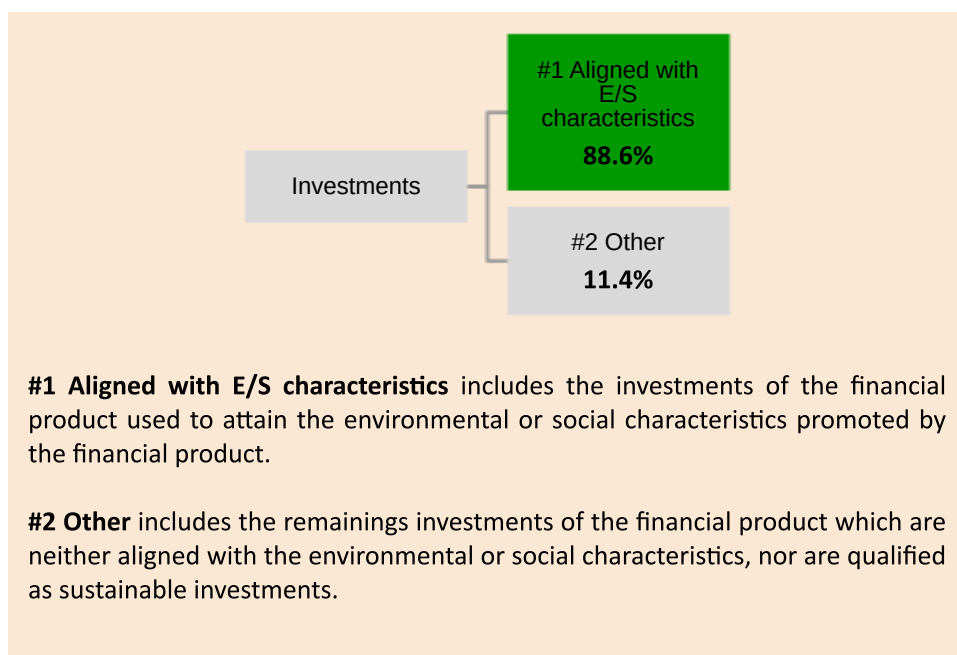 #1 Aligned with
E/S
characteristics
88.6%
Investments
#2 Other
11.4%
#1 Aligned with E/S characteristics includes the investments of the financial
product used to attain the environmental or social characteristics promoted by
the financial product.
#2 Other includes the remainings investments of the financial product which are
neither aligned with the environmental or social characteristics, nor are qualified
as sustainable investments.